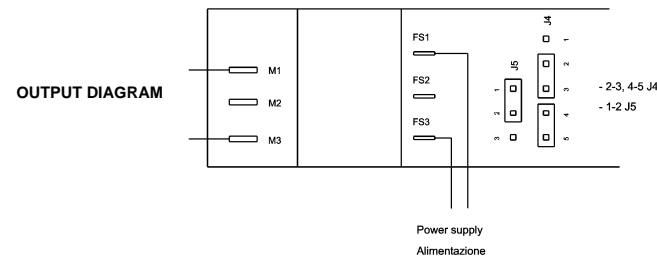 OUTPUT DIAGRAM
M1
M2
M3
FS1
FS2
FS3
J5
1
2
3
J4
1
2
3
4
5
- 2-3, 4-5 J4
- 1-2 J5
Power supply
Alimentazione